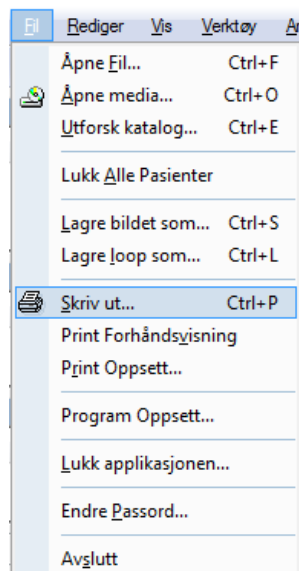 Fil Rediger Vis Verktøy
Åpne Fil... Ctrl+F
Åpne media... Ctrl+O
Utforsk katalog... Ctrl+E
Lukk Alle Pasienter
Lagre bildet som... Ctrl+S
Lagre loop som... Ctrl+L
Skriv ut... Ctrl+P
Print Forhåndsvisning
Print Oppsett...
Program Oppsett...
Lukk applikasjonen...
Endre Passord...
Avslutt